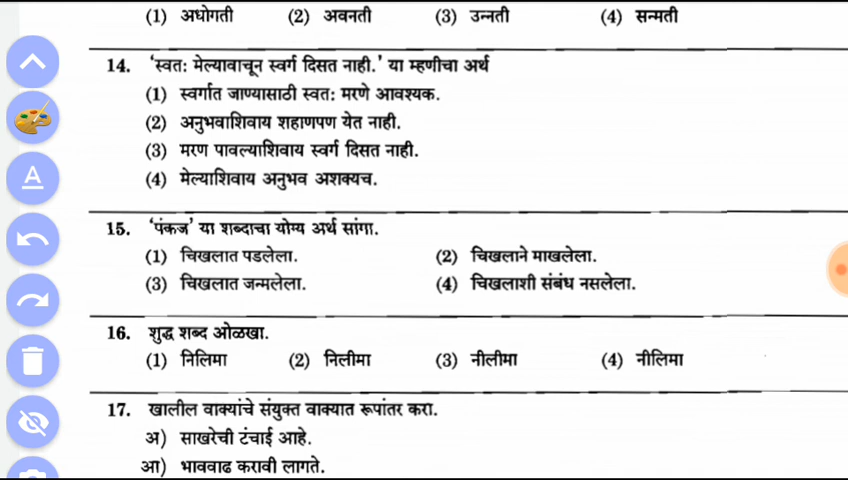 (1) अधोगती (2) अवनती (3) उन्नती (4) सन्मती
14. 'स्वतः मेल्यावाचून स्वर्ग दिसत नाही.' या म्हणीचा अर्थ
(1) स्वर्गात जाण्यासाठी स्वतः मरणे आवश्यक.
(2) अनुभवाशिवाय शहाणपण येत नाही.
(3) मरण पावल्याशिवाय स्वर्ग दिसत नाही.
(4) मेल्याशिवाय अनुभव अशक्यच.
15. 'पंकज' या शब्दाचा योग्य अर्थ सांगा.
(1) चिखलात पडलेला. (2) चिखलाने माखलेला.
(3) चिखलात जन्मलेला. (4) चिखलाशी संबंध नसलेला.
16. शुद्ध शब्द ओळखा.
(1) निलिमा (2) निलीमा (3) नीलीमा (4) नीलिमा
17. खालील वाक्यांचे संयुक्त वाक्यात रूपांतर करा.
अ) साखरेची टंचाई आहे.
आ) भाववाढ करावी लागते.
A